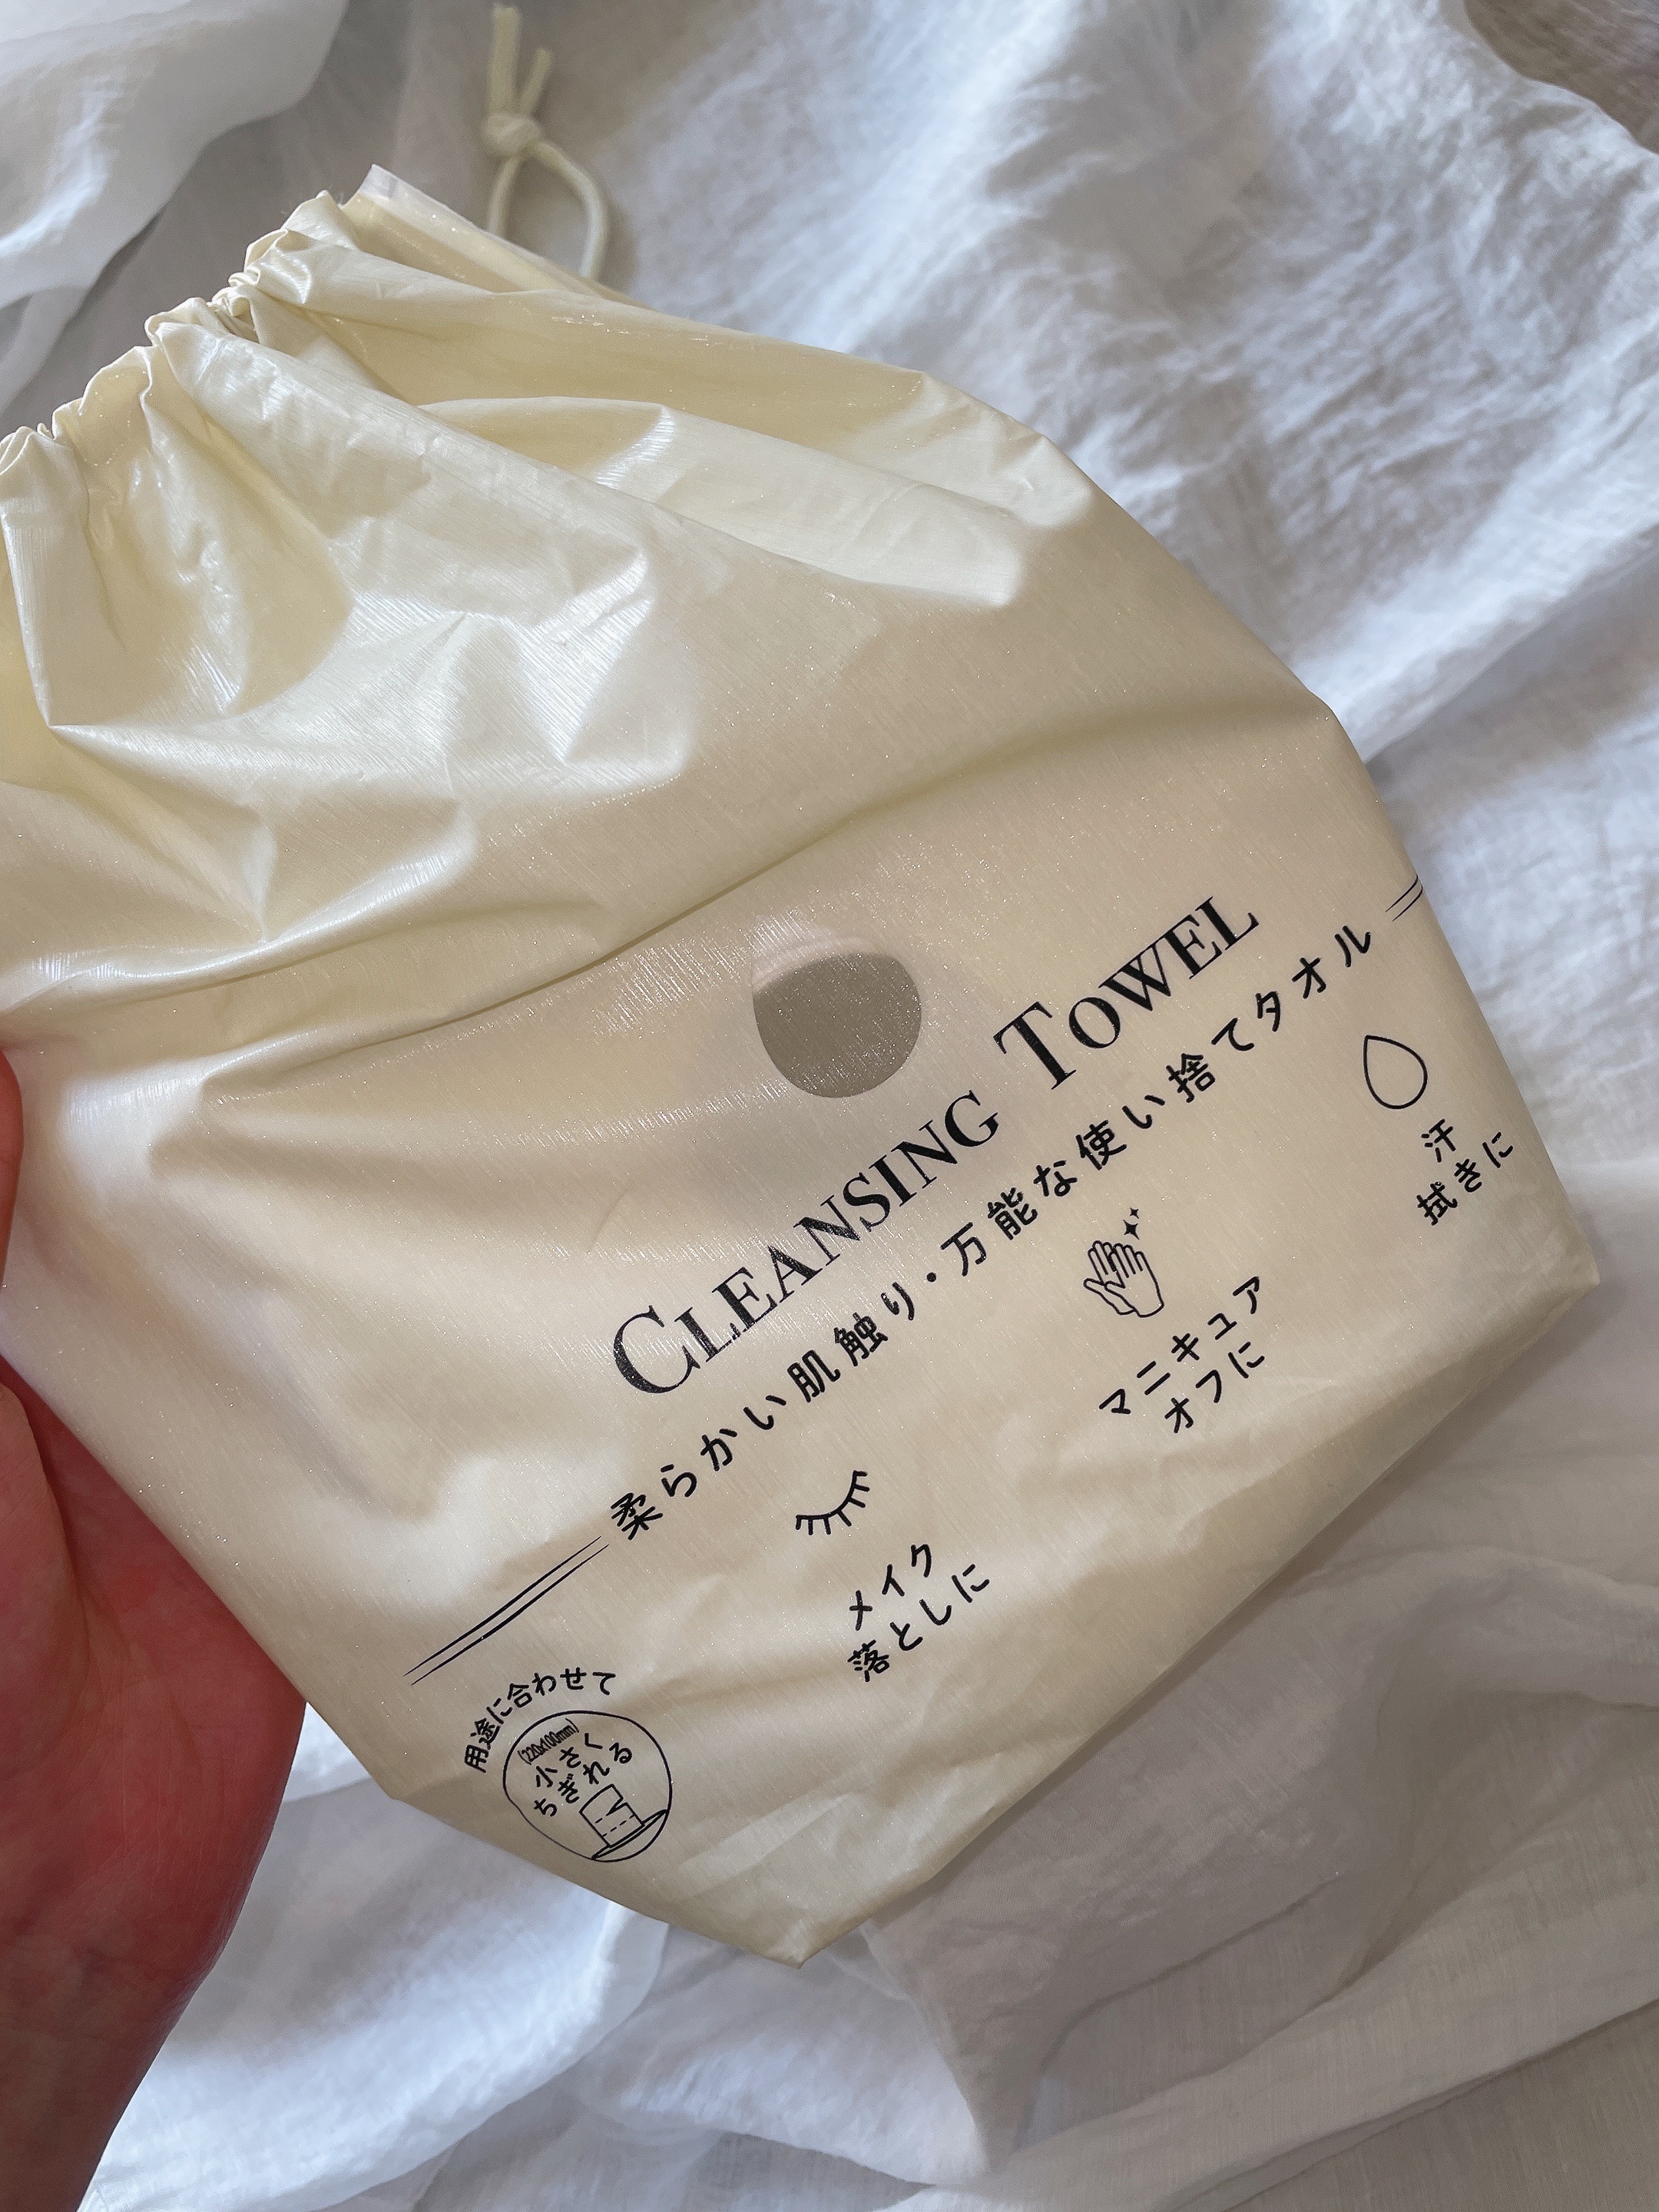 CLEANSING TOWEL
柔らかい肌触り・万能な使い捨てタオル
用途に合わせて
(220x100mm)
小さく
ちぎれる
メイク
落としに
マニキュア
オフに
汗
拭きに